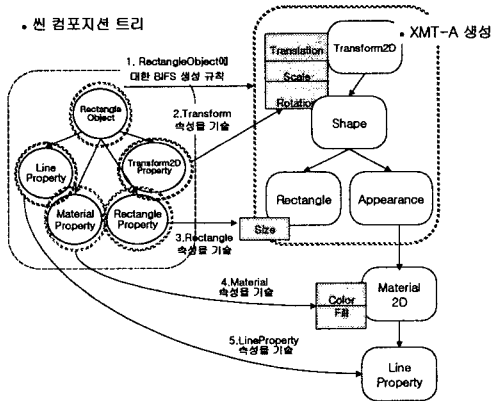 • 씬 컴포지션 트리
• XMT-A 생성
1. RectangleObject에
대한 BIFS 생성 규칙
Translation
Scale
Rotation
Transform2D
2.Transform
속성을 기술
Rectangle
Object
Shape
Line
Property
Transform2D
Property
Material
Property
Rectangle
Property
Rectangle
Appearance
3.Rectangle
속성을 기술
Size
4.Material
속성을 기술
Color
Fill
Material
2D
5.LineProperty
속성을 기술
Line
Property